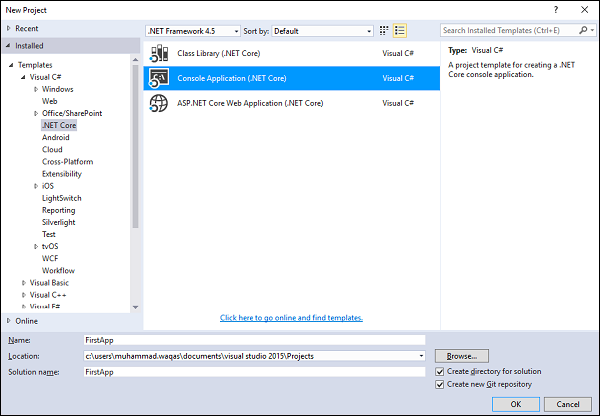 New Project
? ×
Recent
Installed
.NET Framework 4.5 Sort by: Default
Search Installed Templates (Ctrl+E)
Templates
Visual C#
Windows
Web
Office/SharePoint
.NET Core
Android
Cloud
Cross-Platform
Extensibility
iOS
LightSwitch
Reporting
Silverlight
Test
tvOS
WCF
Workflow
Visual Basic
Visual C++
Visual F#
Online
Class Library (.NET Core) Visual C#
Console Application (.NET Core) Visual C#
ASP.NET Core Web Application (.NET Core) Visual C#
Click here to go online and find templates.
Type: Visual C#
A project template for creating a .NET
Core console application.
Name: FirstApp
Location: c:\users\muhammad.waqas\documents\visual studio 2015\Projects
Browse...
Solution name: FirstApp
Create directory for solution
Create new Git repository
OK Cancel